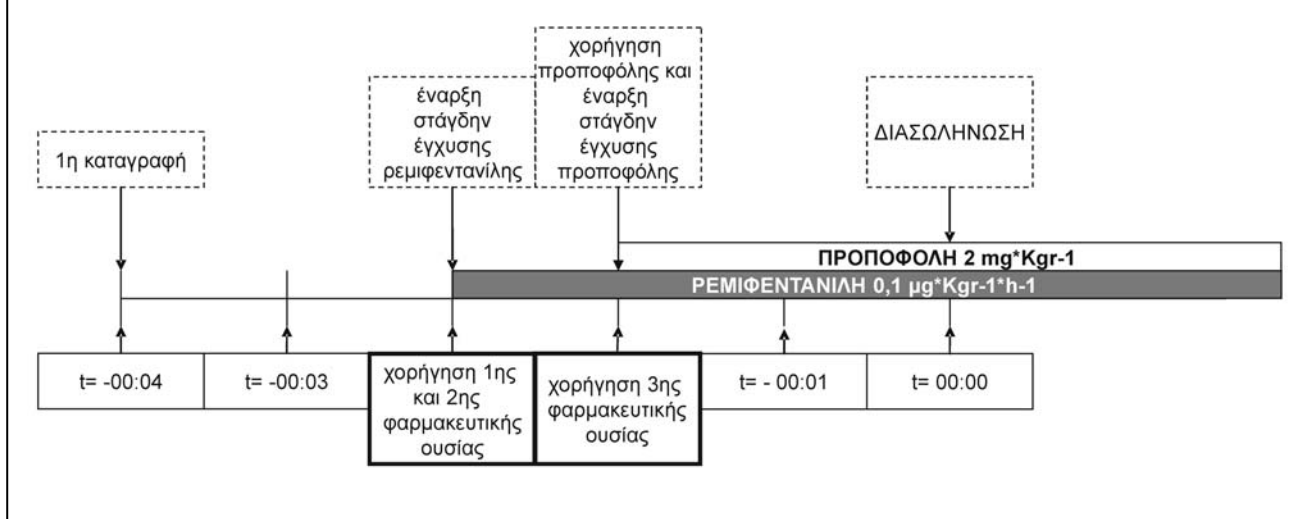 1η καταγραφή
έναρξη
στάγδην
έγχυσης
ρεμιφεντανίλης
χορήγηση
προποφόλης και
έναρξη
στάγδην
έγχυσης
προποφόλης
ΔΙΑΣΩΛΗΝΩΣΗ
ΠΡΟΠΟΦΟΛΗ 2 mg*Kgr-1
ΡΕΜΙΦΕΝΤΑΝΙΛΗ 0,1 μg*Kgr-1*h-1
t= -00:04
t= -00:03
χορήγηση 1ης
και 2ης
φαρμακευτικής
ουσίας
χορήγηση 3ης
φαρμακευτικής
ουσίας
t= - 00:01
t= 00:00